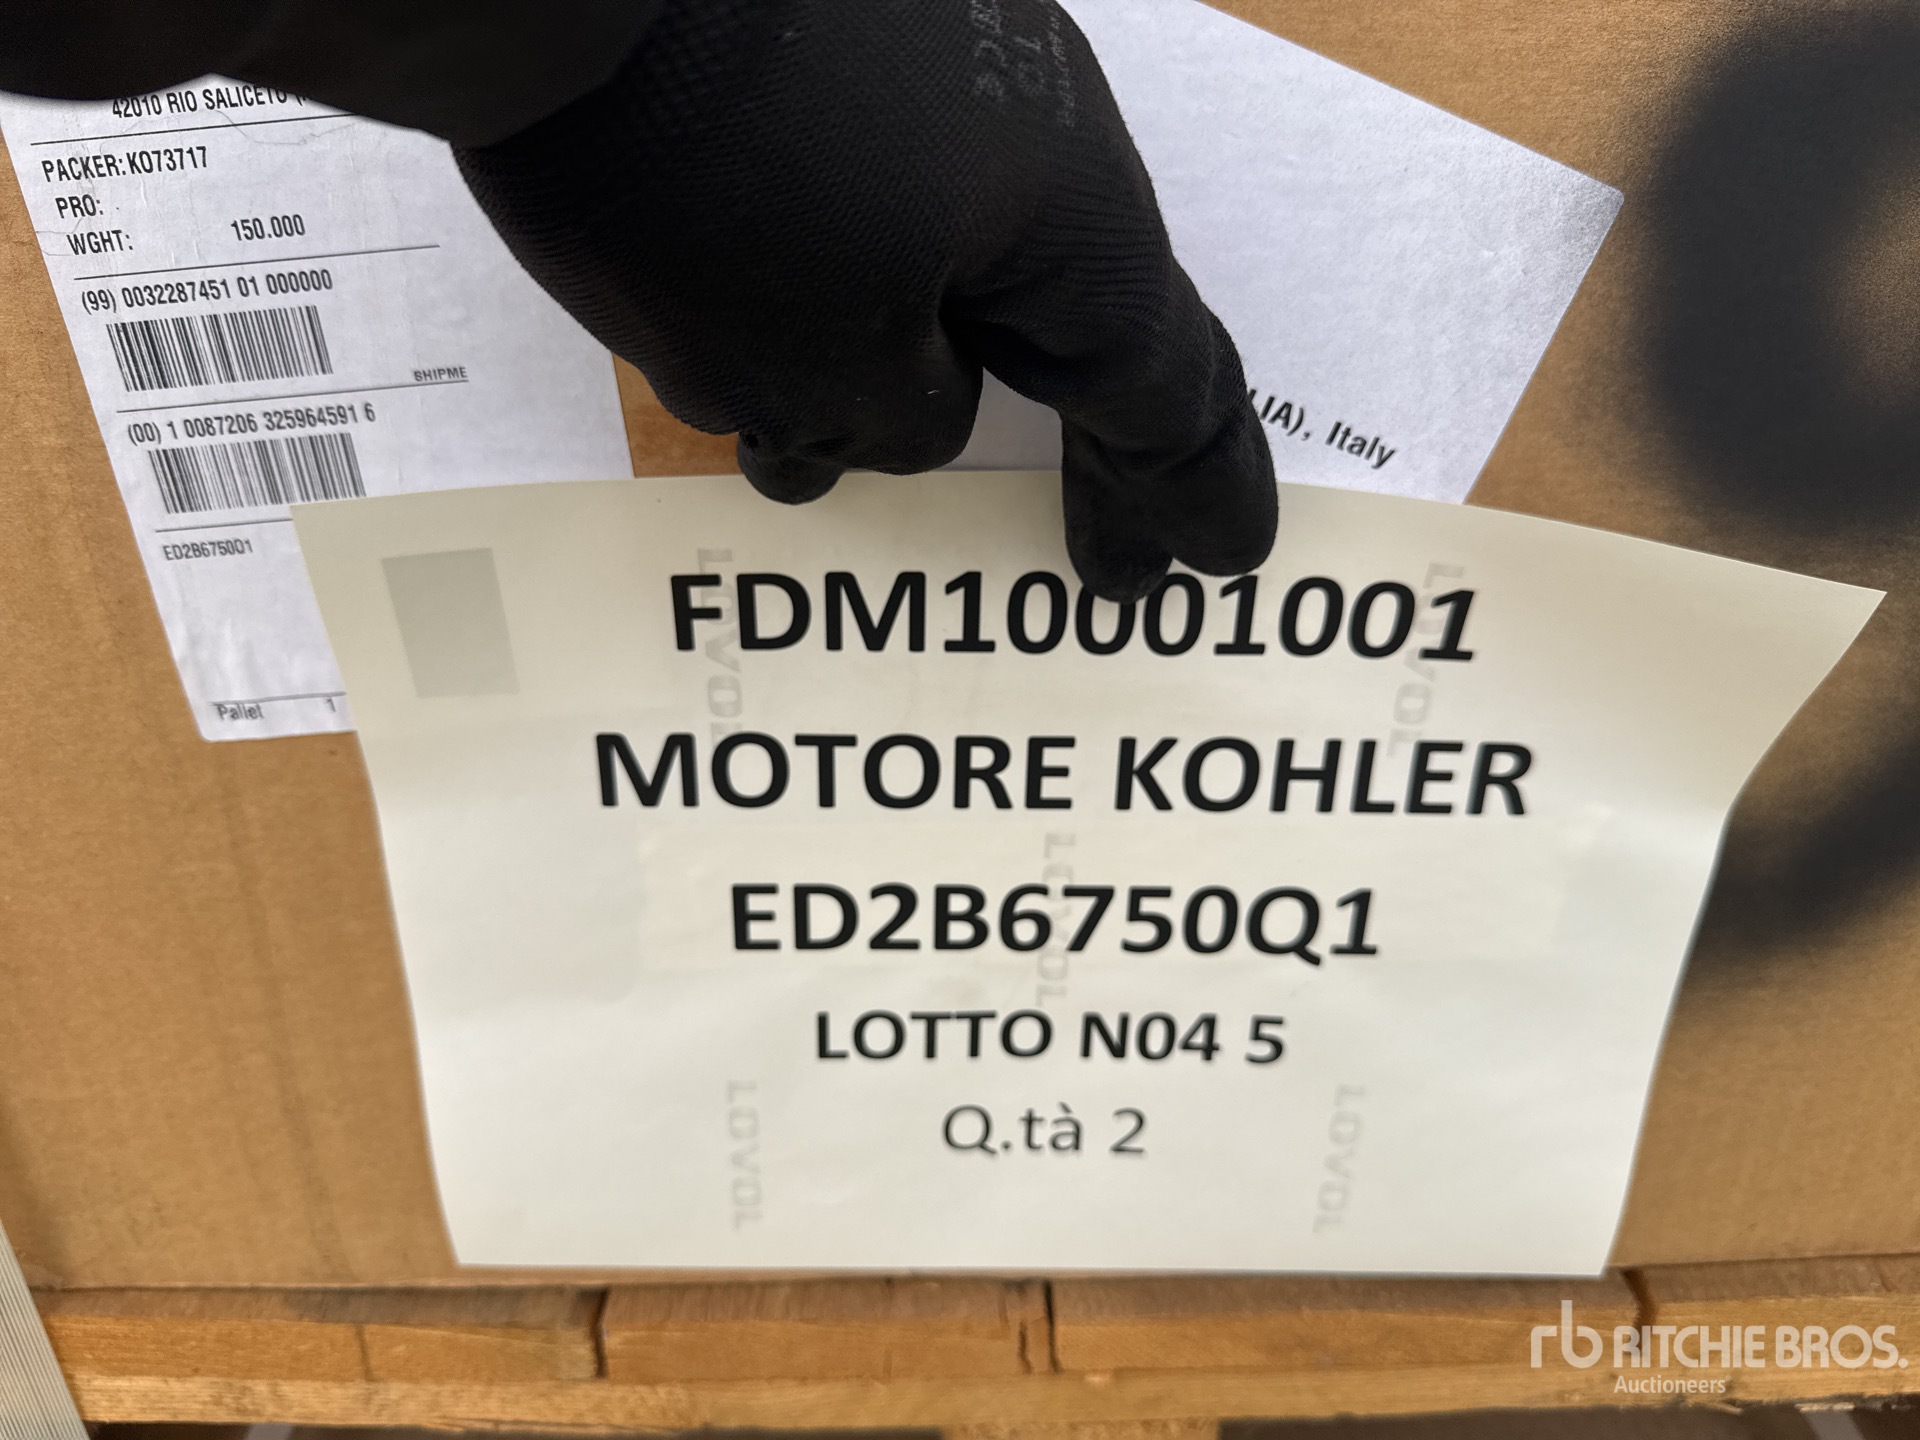 42010 RIO SALICETO
PACKER: KO73717
PRO:
WGHT: 150.000
(99) 0032287451 01 000000
SHIPME
(00) 1 0087206 325964591 6
ED2B6750Q1
Pallet 1
LIA), Italy
FDM10001001
MOTORE KOHLER
ED2B6750Q1
LOTTO N04 5
Q.tà 2
LOVOL
LOVOL
LOVOL
LOVOL
LOVOL
rb RITCHIE BROS.
Auctioneers